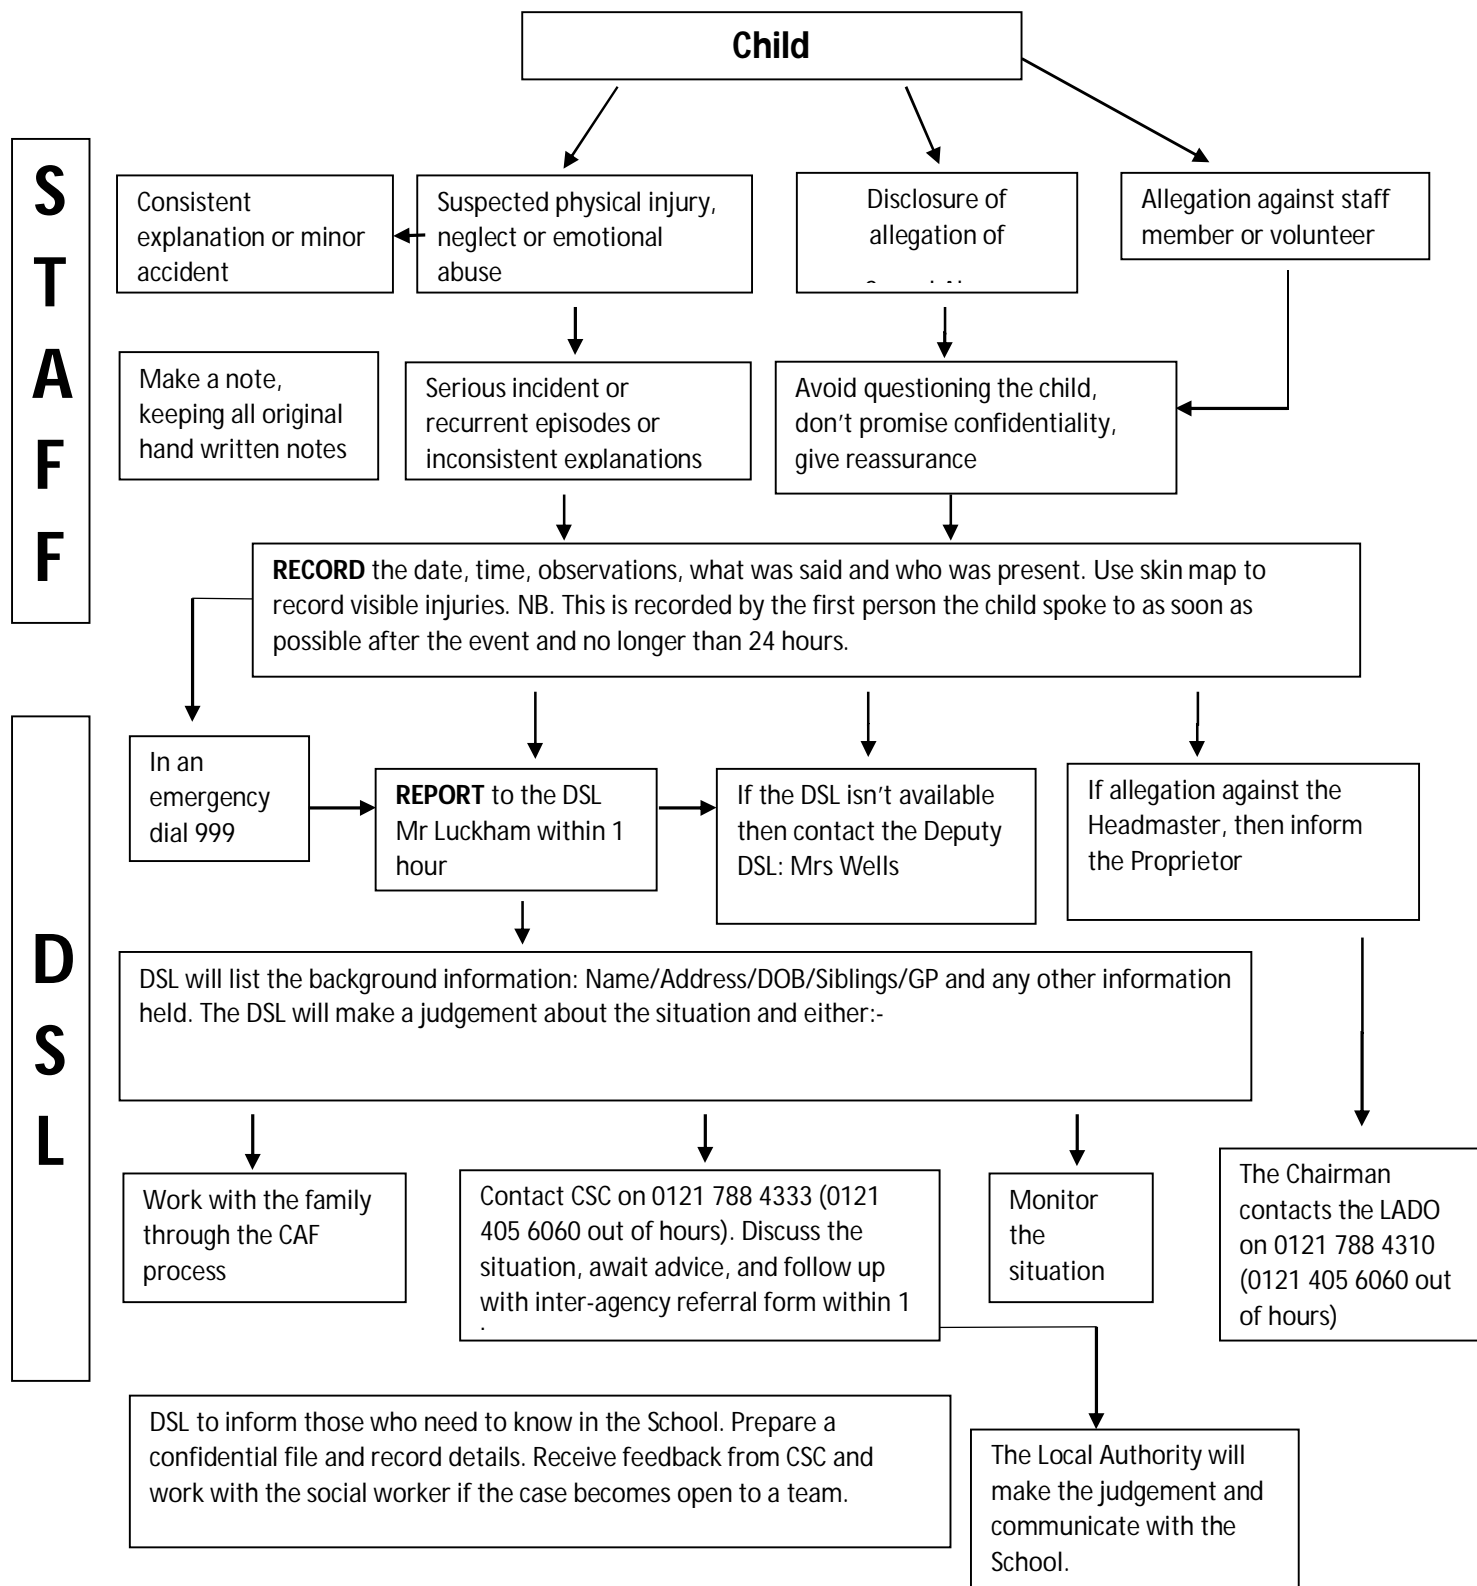 Child
STAFF
Consistent
explanation or minor
accident
Suspected physical injury,
neglect or emotional
abuse
Disclosure of
allegation of
Allegation against staff
member or volunteer
Make a note,
keeping all original
hand written notes
Serious incident or
recurrent episodes or
inconsistent explanations
Avoid questioning the child,
don't promise confidentiality,
give reassurance
RECORD the date, time, observations, what was said and who was present. Use skin map to
record visible injuries. NB. This is recorded by the first person the child spoke to as soon as
possible after the event and no longer than 24 hours.
DSL
In an
emergency
dial 999
REPORT to the DSL
Mr Luckham within 1
hour
If the DSL isn't available
then contact the Deputy
DSL: Mrs Wells
If allegation against the
Headmaster, then inform
the Proprietor
DSL will list the background information: Name/Address/DOB/Siblings/GP and any other information
held. The DSL will make a judgement about the situation and either:-
Work with the family
through the CAF
process
Contact CSC on 0121 788 4333 (0121
405 6060 out of hours). Discuss the
situation, await advice, and follow up
with inter-agency referral form within 1
Monitor
the
situation
The Chairman
contacts the LADO
on 0121 788 4310
(0121 405 6060 out
of hours)
DSL to inform those who need to know in the School. Prepare a
confidential file and record details. Receive feedback from CSC and
work with the social worker if the case becomes open to a team.
The Local Authority will
make the judgement and
communicate with the
School.